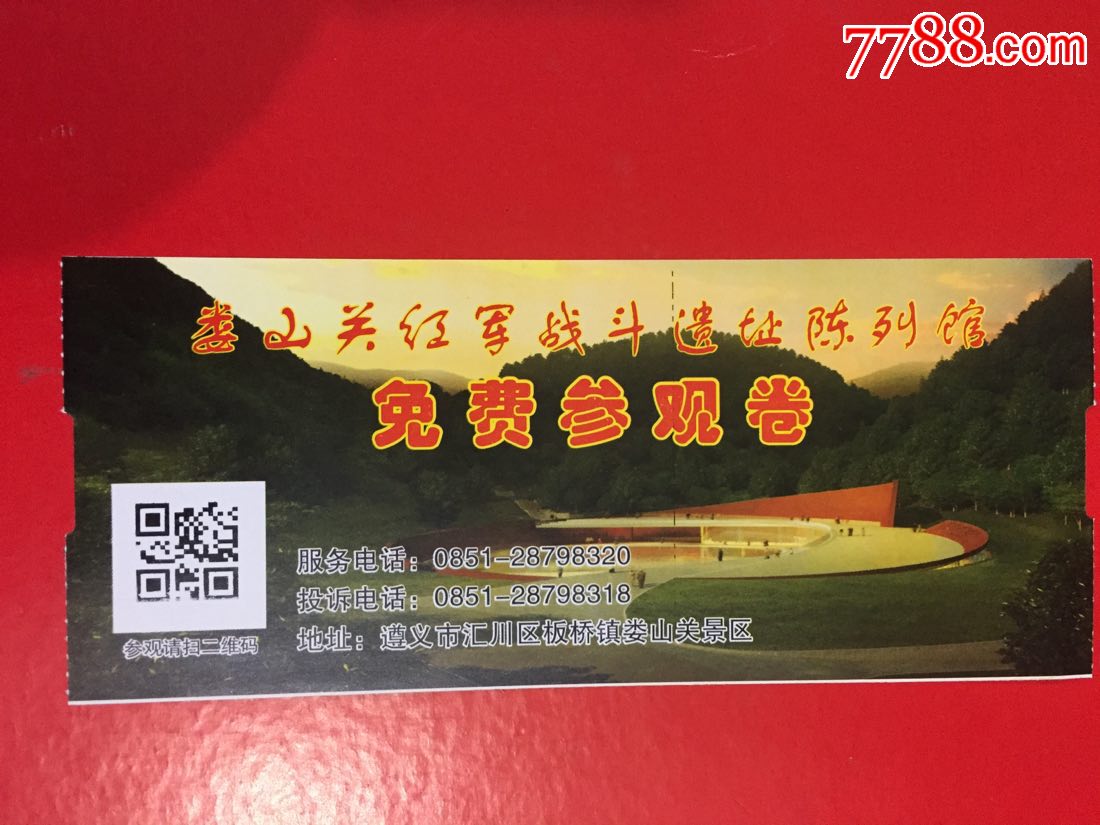 7788.com
娄山关红军战斗遗址陈列馆
免费参观卷
服务电话：0851-28798320
投诉电话：0851-28798318
地址：遵义市汇川区板桥镇娄山关景区
参观请扫二维码